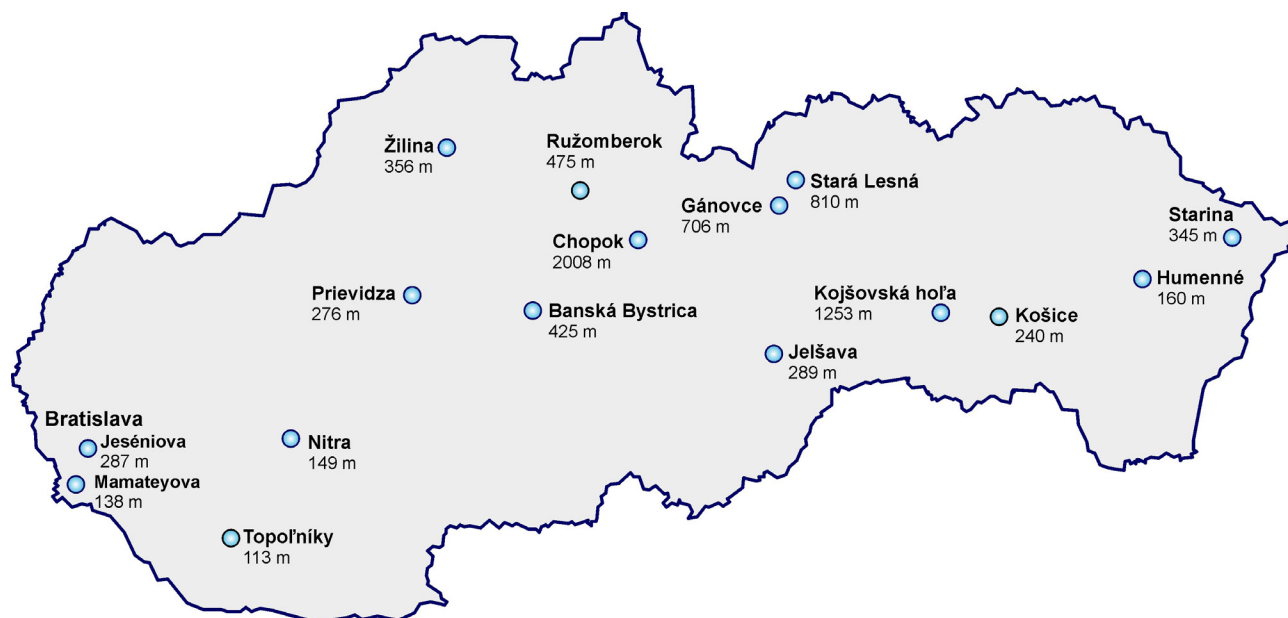 Žilina
356 m
Ružomberok
475 m
Stará Lesná
810 m
Gánovce
706 m
Starina
345 m
Chopok
2008 m
Humenné
160 m
Prievidza
276 m
Banská Bystrica
425 m
Kojšovská hoľa
1253 m
Košice
240 m
Jelšava
289 m
Bratislava
Jeséniova
287 m
Mamateyova
138 m
Nitra
149 m
Topoľníky
113 m